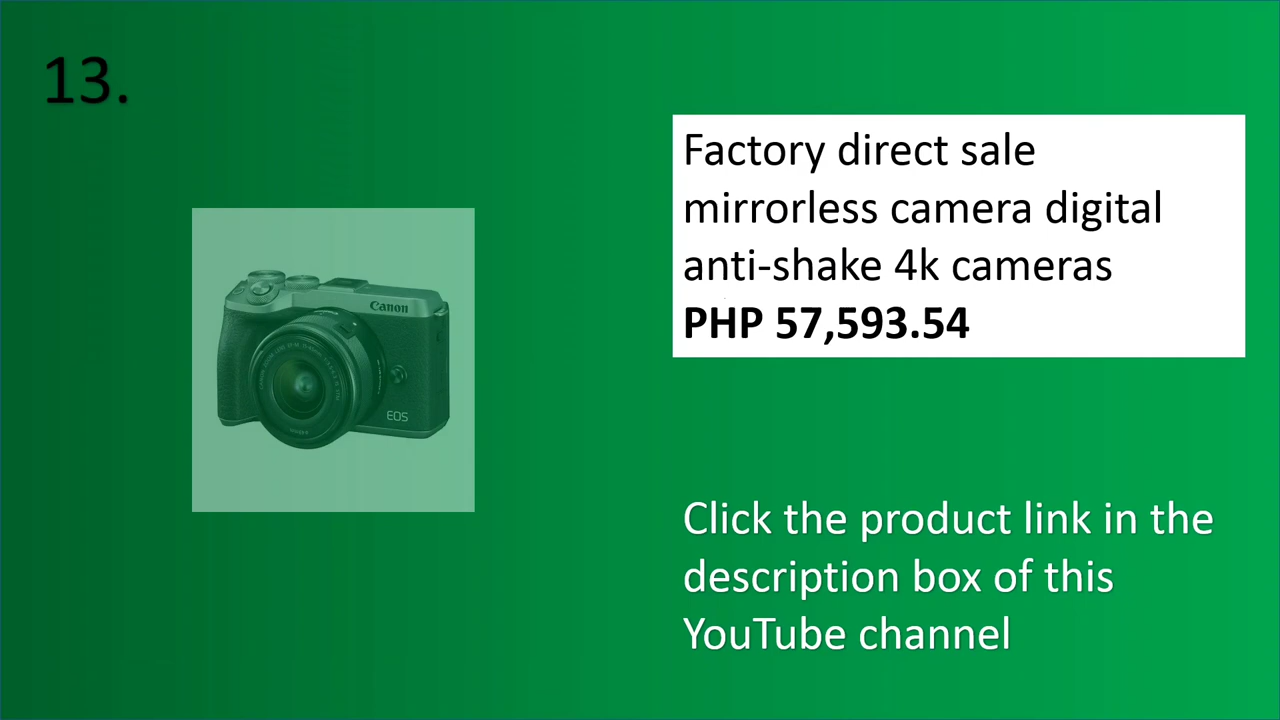 13.
Factory direct sale
mirrorless camera digital
anti-shake 4k cameras
PHP 57,593.54
Canon
EOS
Click the product link in the
description box of this
YouTube channel